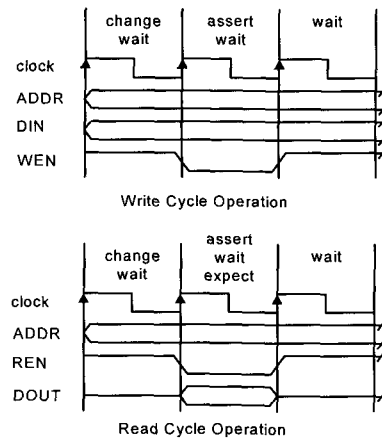 change assert wait
wait wait
clock
ADDR
DIN
WEN
Write Cycle Operation
assert
change wait wait
wait expect
clock
ADDR
REN
DOUT
Read Cycle Operation